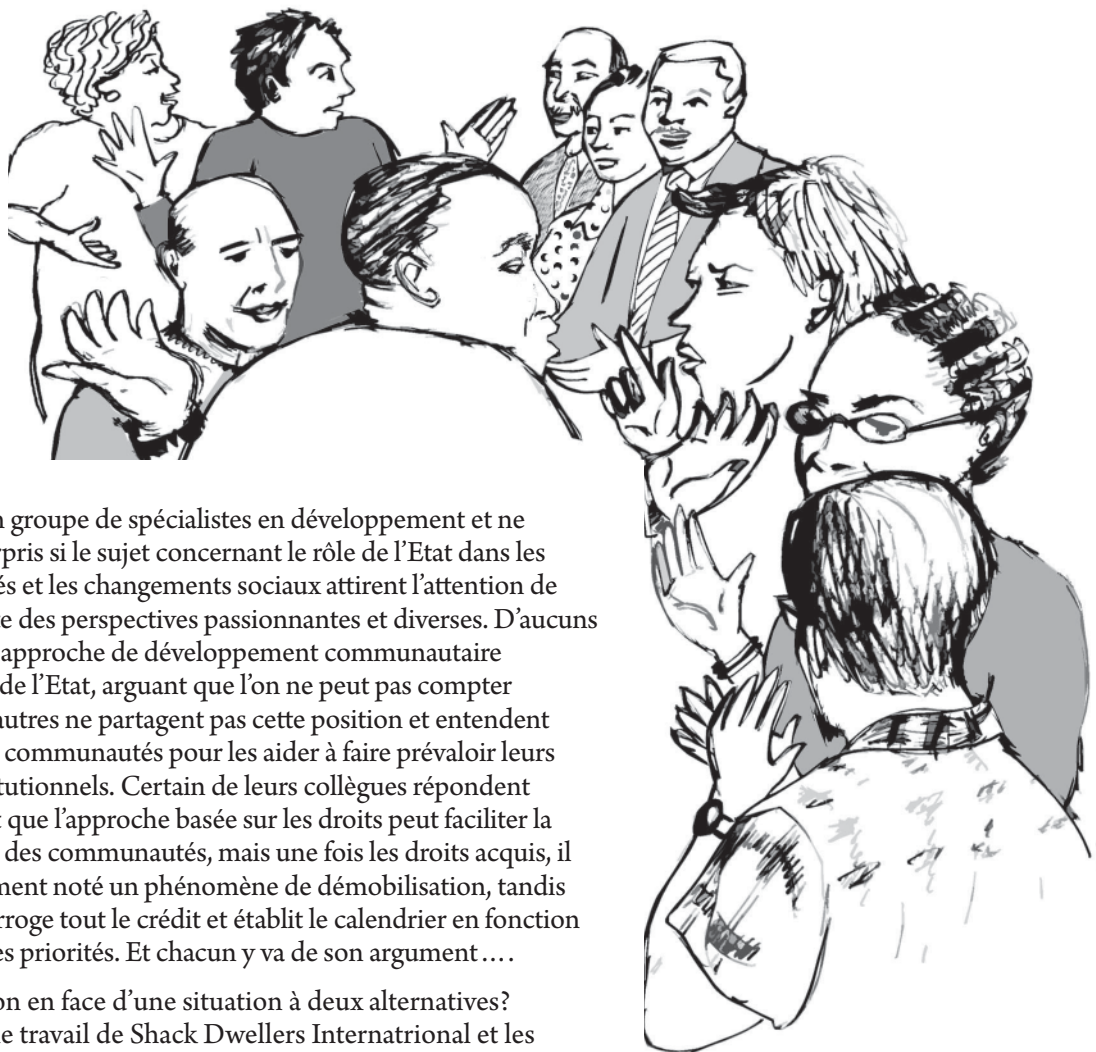 groupe de spécialistes en développement et ne
si le sujet concernant le rôle de l’Etat dans les
et les changements sociaux attirent l’attention de
des perspectives passionnantes et diverses. D’aucuns
approche de développement communautaire
de l’Etat, arguant que l’on ne peut pas compter
autres ne partagent pas cette position et entendent
communautés pour les aider à faire prévaloir leurs
Certain de leurs collègues répondent
que l’approche basée sur les droits peut faciliter la
des communautés, mais une fois les droits acquis, il
noté un phénomène de démobilisation, tandis
tout le crédit et établit le calendrier en fonction
priorités. Et chacun y va de son argument….
en face d’une situation à deux alternatives?
travail de Shack Dwellers Internatrional et les